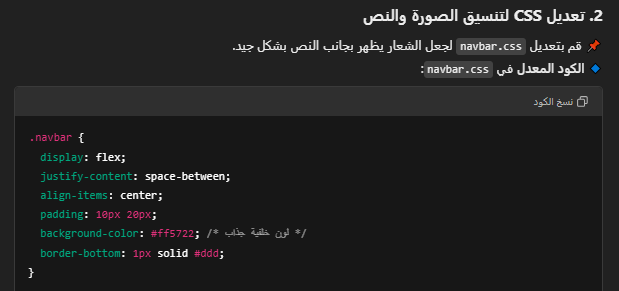 2. تعديل CSS لتنسيق الصورة والنص
📌 قم بتعديل navbar.css لجعل الشعار يظهر بجانب النص بشكل جيد.
🔹 الكود المعدل في navbar.css:
نسخ الكود
.navbar {
  display: flex;
  justify-content: space-between;
  align-items: center;
  padding: 10px 20px;
  background-color: #ff5722; /* لون خلفية جذاب */
  border-bottom: 1px solid #ddd;
}